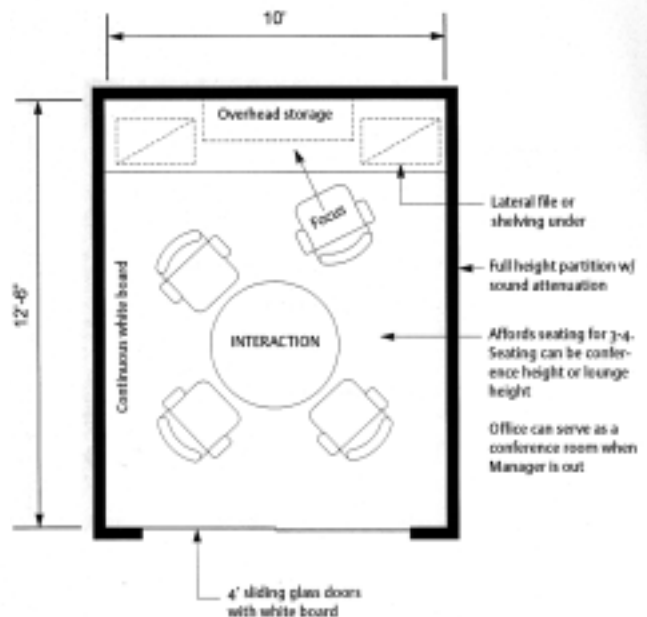 10'
Overhead storage
Focus
Lateral file or
shelving under
12'-6"
Continuous white board
INTERACTION
Full height partition w/
sound attenuation
Affords seating for 3-4.
Seating can be confer-
ence height or lounge
height
Office can serve as a
conference room when
Manager is out
4' sliding glass doors
with white board